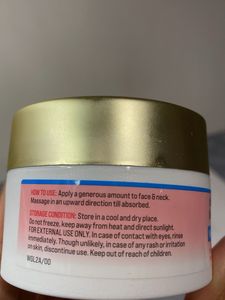 HOW TO USE: Apply a generous amount to face & neck.
Massage in an upward direction till absorbed.
STORAGE CONDITION: Store in a cool and dry place.
Do not freeze, keep away from heat and direct sunlight.
FOR EXTERNAL USE ONLY. In case of contact with eyes, rinse
immediately. Though unlikely, in case of any rash or irritation
on skin, discontinue use. Keep out of reach of children.
WGL2A/00